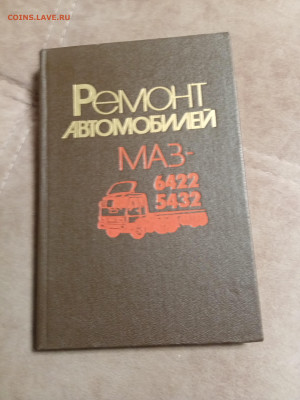 COINS.LAVE.RU
Ремонт
АВТОМОБИЛЕЙ
МАЗ-
6422
5432